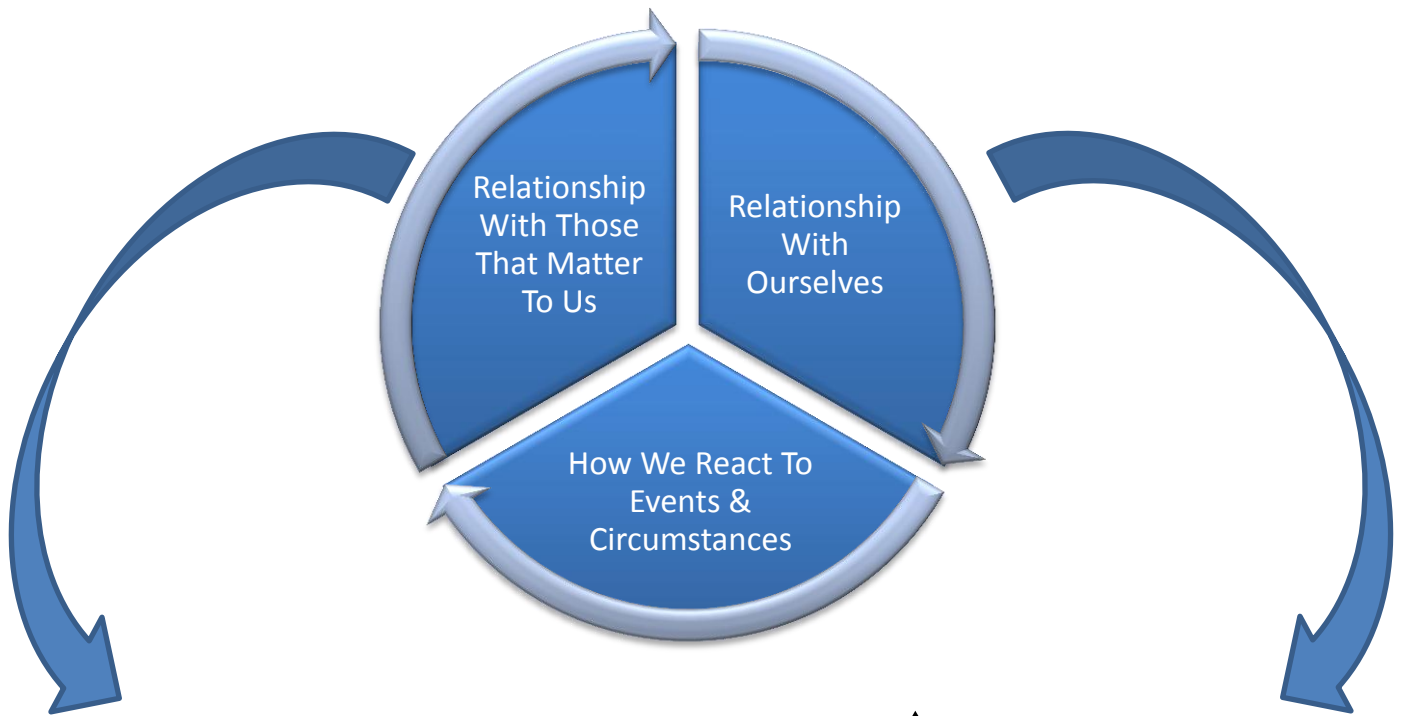 Relationship
With Those
That Matter
To Us
Relationship
With
Ourselves
How We React To
Events &
Circumstances